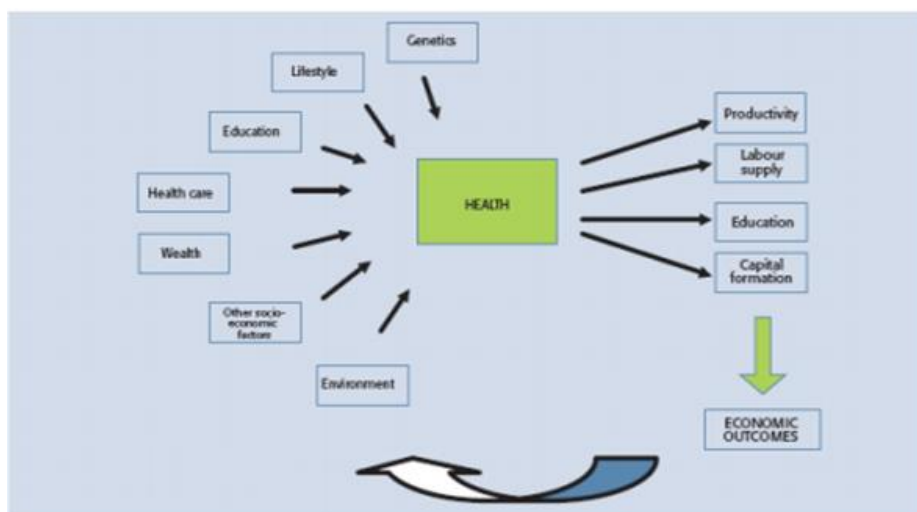 Genetics
Lifestyle
Education
Health care
Wealth
Other socio-
economic
factors
Environment
HEALTH
Productivity
Labour
supply
Education
Capital
formation
ECONOMIC
OUTCOMES